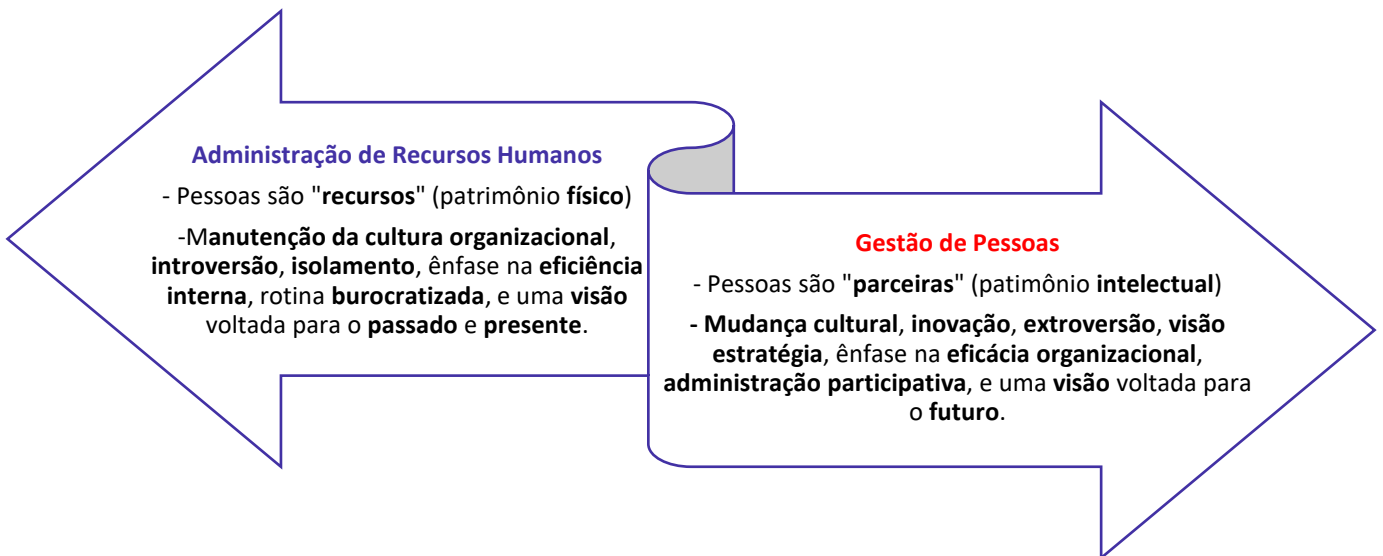 Administração de Recursos Humanos
- Pessoas são "recursos" (patrimônio físico)
-Manutenção da cultura organizacional,
introversão, isolamento, ênfase na eficiência
interna, rotina burocratizada, e uma visão
voltada para o passado e presente.
Gestão de Pessoas
- Pessoas são "parceiras" (patimônio intelectual)
- Mudança cultural, inovação, extroversão, visão
estratégia, ênfase na eficácia organizacional,
administração participativa, e uma visão voltada para
o futuro.